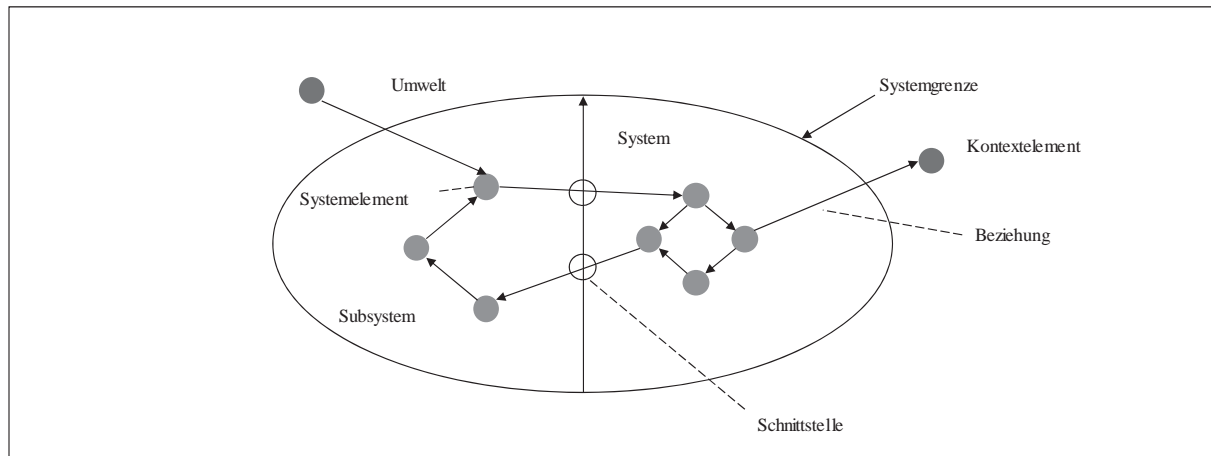 Umwelt
Systemgrenze
System
Kontextelement
Systemelement
Beziehung
Subsystem
Schnittstelle